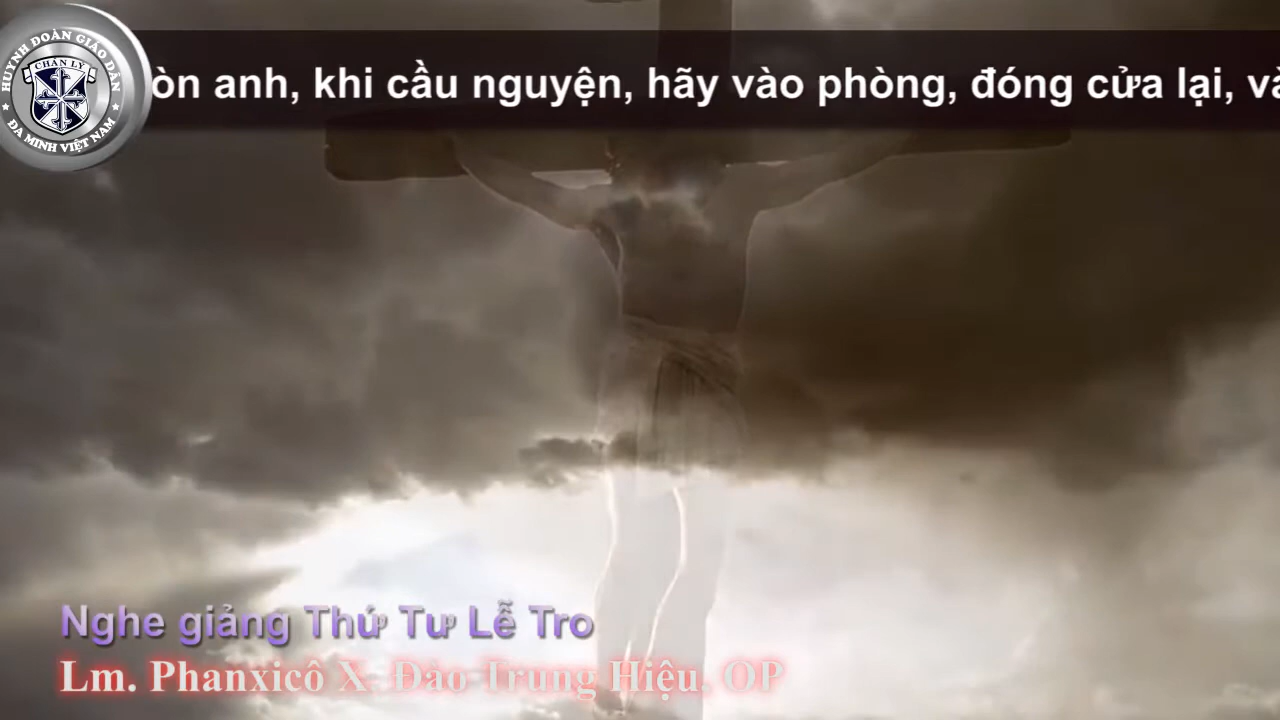 HUYNH ĐOÀN GIÁO DÂN
CHÂN LÝ
ĐA MINH VIỆT NAM
òn anh, khi cầu nguyện, hãy vào phòng, đóng cửa lại, và
Nghe giảng Thứ Tư Lễ Tro
Lm. Phanxicô X. Đào Trung Hiệu, OP